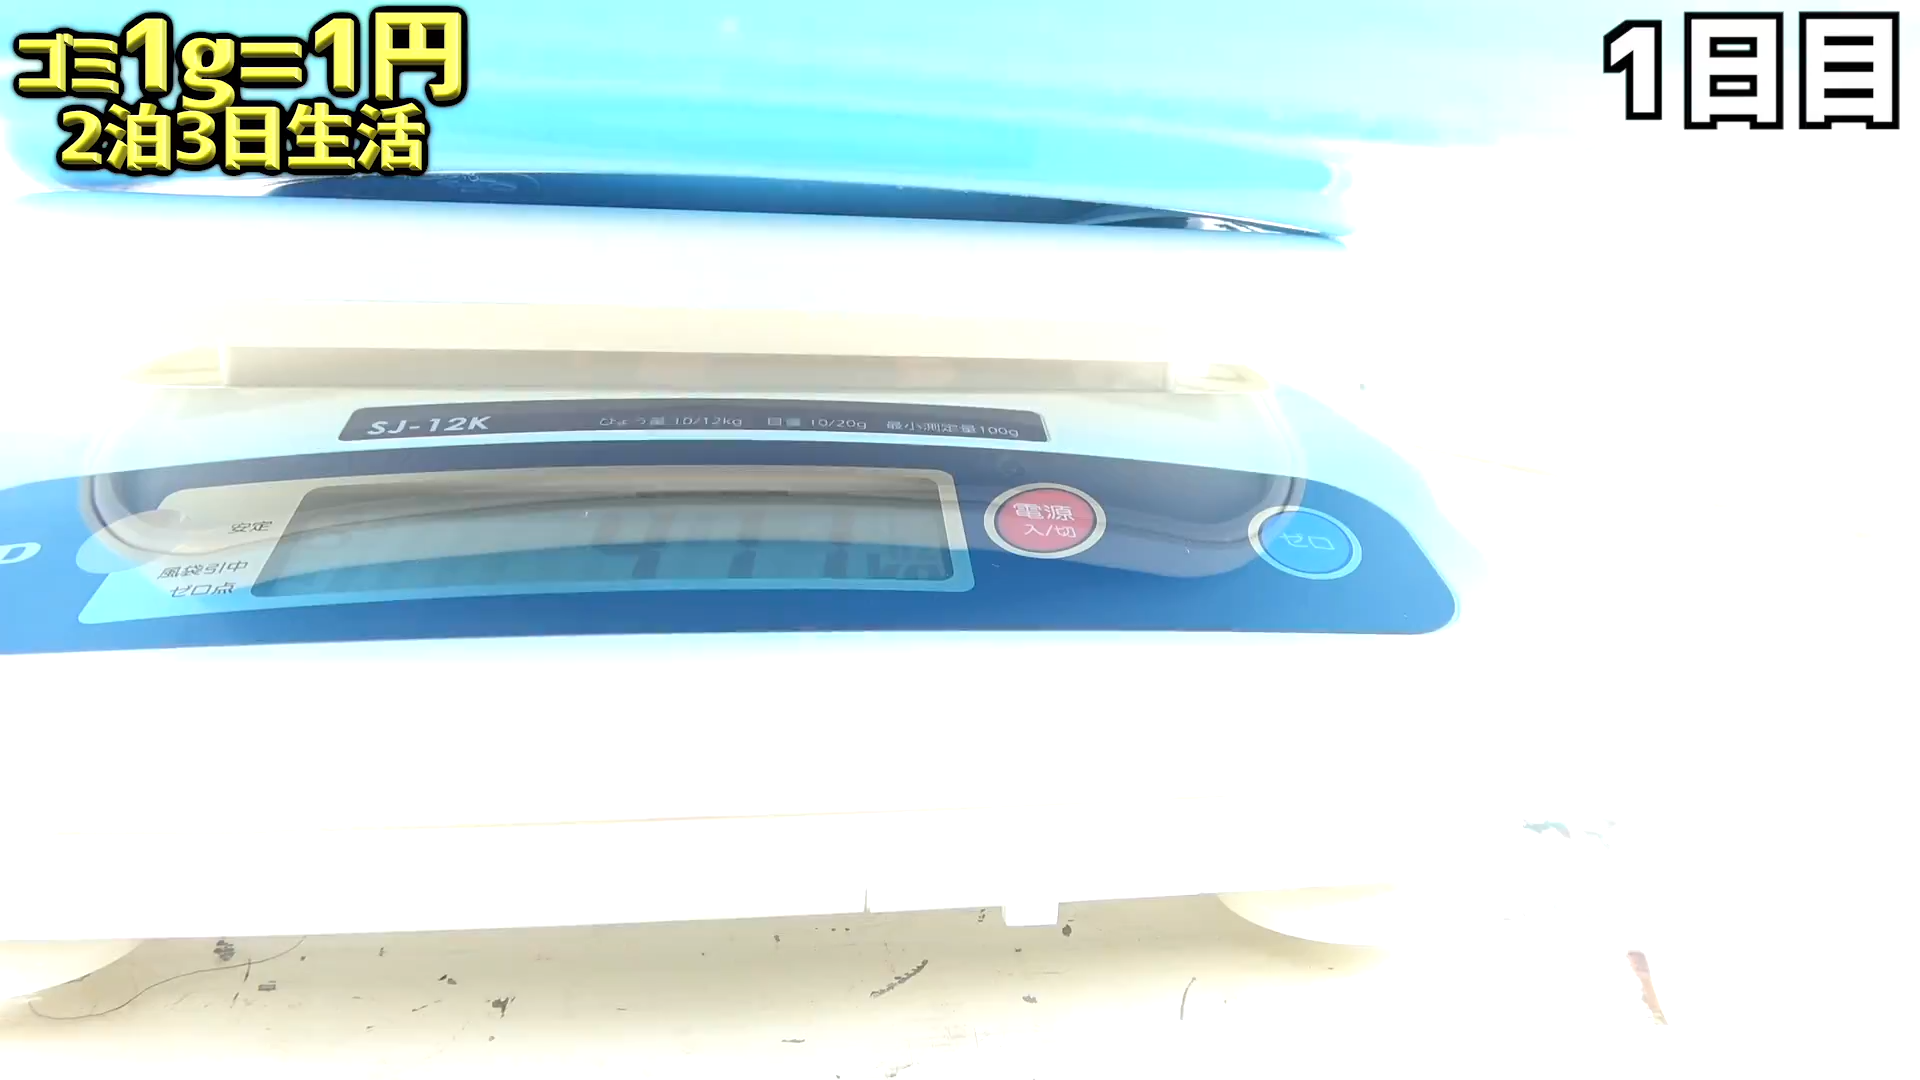 ゴミ1g=1円
2泊3日生活
1日目
SJ-12K ひょう量 10/12kg 目量 10/20g 最小測定量100g
安定
風袋引中
ゼロ点
電源
入/切
ゼロ
D